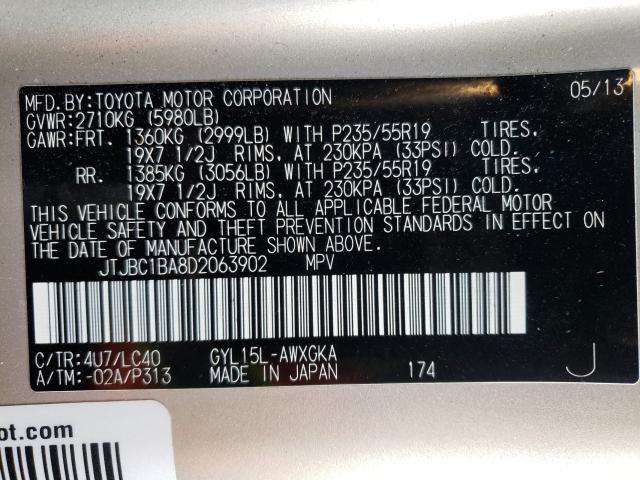 MFD.BY:TOYOTA MOTOR CORPORATION 05/13
GVWR:2710KG (5980LB)
GAWR:FRT. 1360KG (2999LB) WITH P235/55R19 TIRES,
19X7 1/2J RIMS, AT 230KPA (33PSI) COLD.
RR. 1385KG (3056LB) WITH P235/55R19 TIRES,
19X7 1/2J RIMS, AT 230KPA (33PSI) COLD.
THIS VEHICLE CONFORMS TO ALL APPLICABLE FEDERAL MOTOR
VEHICLE SAFETY AND THEFT PREVENTION STANDARDS IN EFFECT ON
THE DATE OF MANUFACTURE SHOWN ABOVE.
JTJBC1BA8D2063902 MPV
C/TR:4U7/LC40 GYL15L-AWXGKA
A/TM:-02A/P313 MADE IN JAPAN 174 J
ot.com